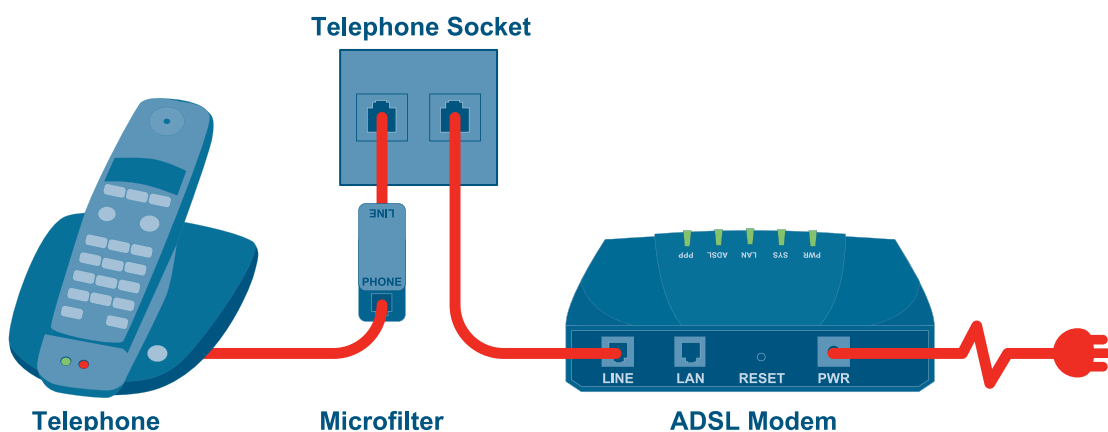 Telephone Socket
LINE
PHONE
PPP
ADSL
LAN
SYS
PWR
LINE
LAN
RESET
PWR
Telephone
Microfilter
ADSL Modem